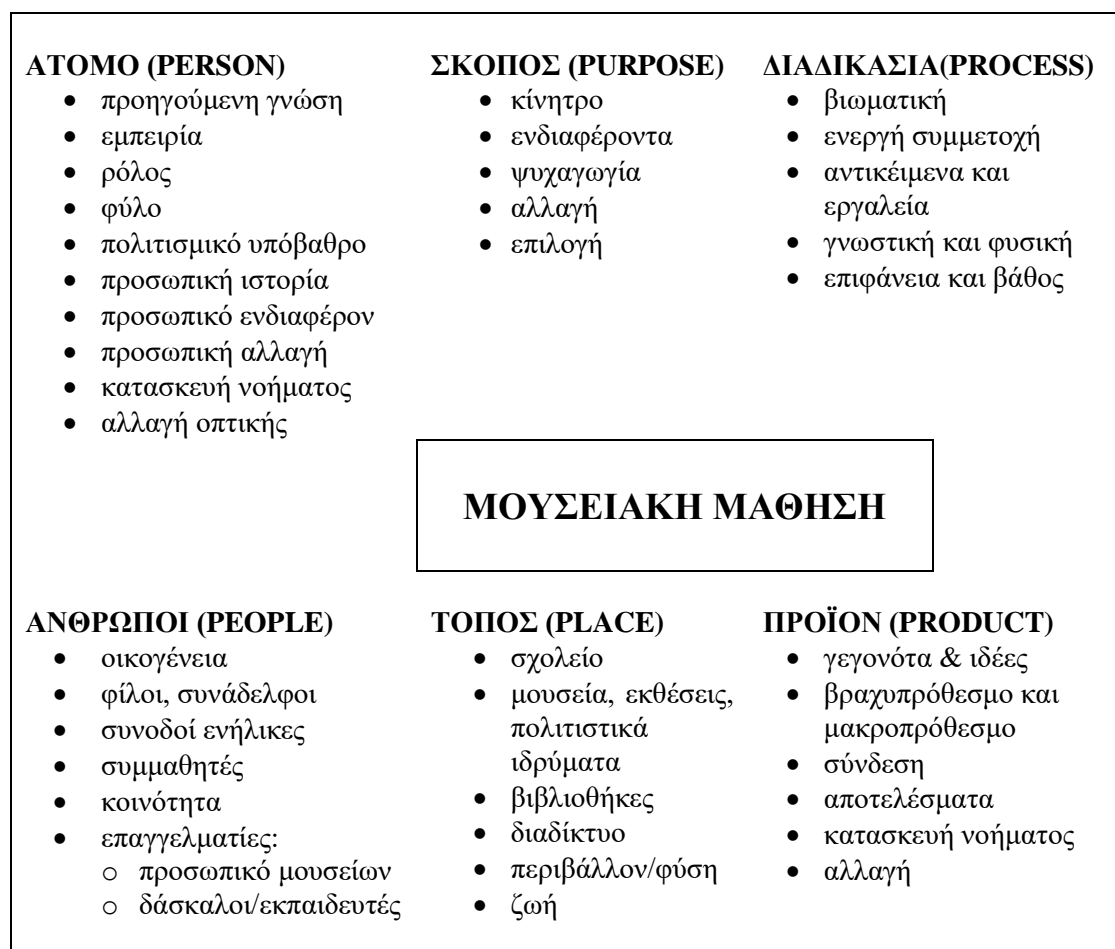 ΑΤΟΜΟ (PERSON)
• προηγούμενη γνώση
• εμπειρία
• ρόλος
• φύλο
• πολιτισμικό υπόβαθρο
• προσωπική ιστορία
• προσωπικό ενδιαφέρον
• προσωπική αλλαγή
• κατασκευή νοήματος
• αλλαγή οπτικής
ΣΚΟΠΟΣ (PURPOSE)
• κίνητρο
• ενδιαφέροντα
• ψυχαγωγία
• αλλαγή
• επιλογή
ΔΙΑΔΙΚΑΣΙΑ(PROCESS)
• βιωματική
• ενεργή συμμετοχή
• αντικέιμενα και
εργαλεία
• γνωστική και φυσική
• επιφάνεια και βάθος
ΜΟΥΣΕΙΑΚΗ ΜΑΘΗΣΗ
ΑΝΘΡΩΠΟΙ (PEOPLE)
• οικογένεια
• φίλοι, συνάδελφοι
• συνοδοί ενήλικες
• συμμαθητές
• κοινότητα
• επαγγελματίες:
o προσωπικό μουσείων
o δάσκαλοι/εκπαιδευτές
ΤΟΠΟΣ (PLACE)
• σχολείο
• μουσεία, εκθέσεις,
πολιτιστικά
ιδρύματα
• βιβλιοθήκες
• διαδίκτυο
• περιβάλλον/φύση
• ζωή
ΠΡΟΪΟΝ (PRODUCT)
• γεγονότα & ιδέες
• βραχυπρόθεσμο και
μακροπρόθεσμο
• σύνδεση
• αποτελέσματα
• κατασκευή νοήματος
• αλλαγή